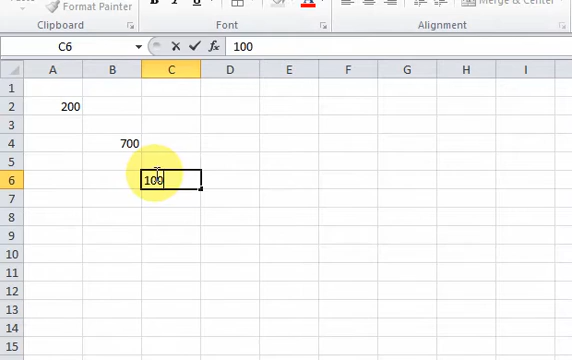 Format Painter
Merge & Center
Clipboard
Font
Alignment
C6
fx
100
A B C D E F G H I
1
2 200
3
4 700
5
6 100
7
8
9
10
11
12
13
14
15